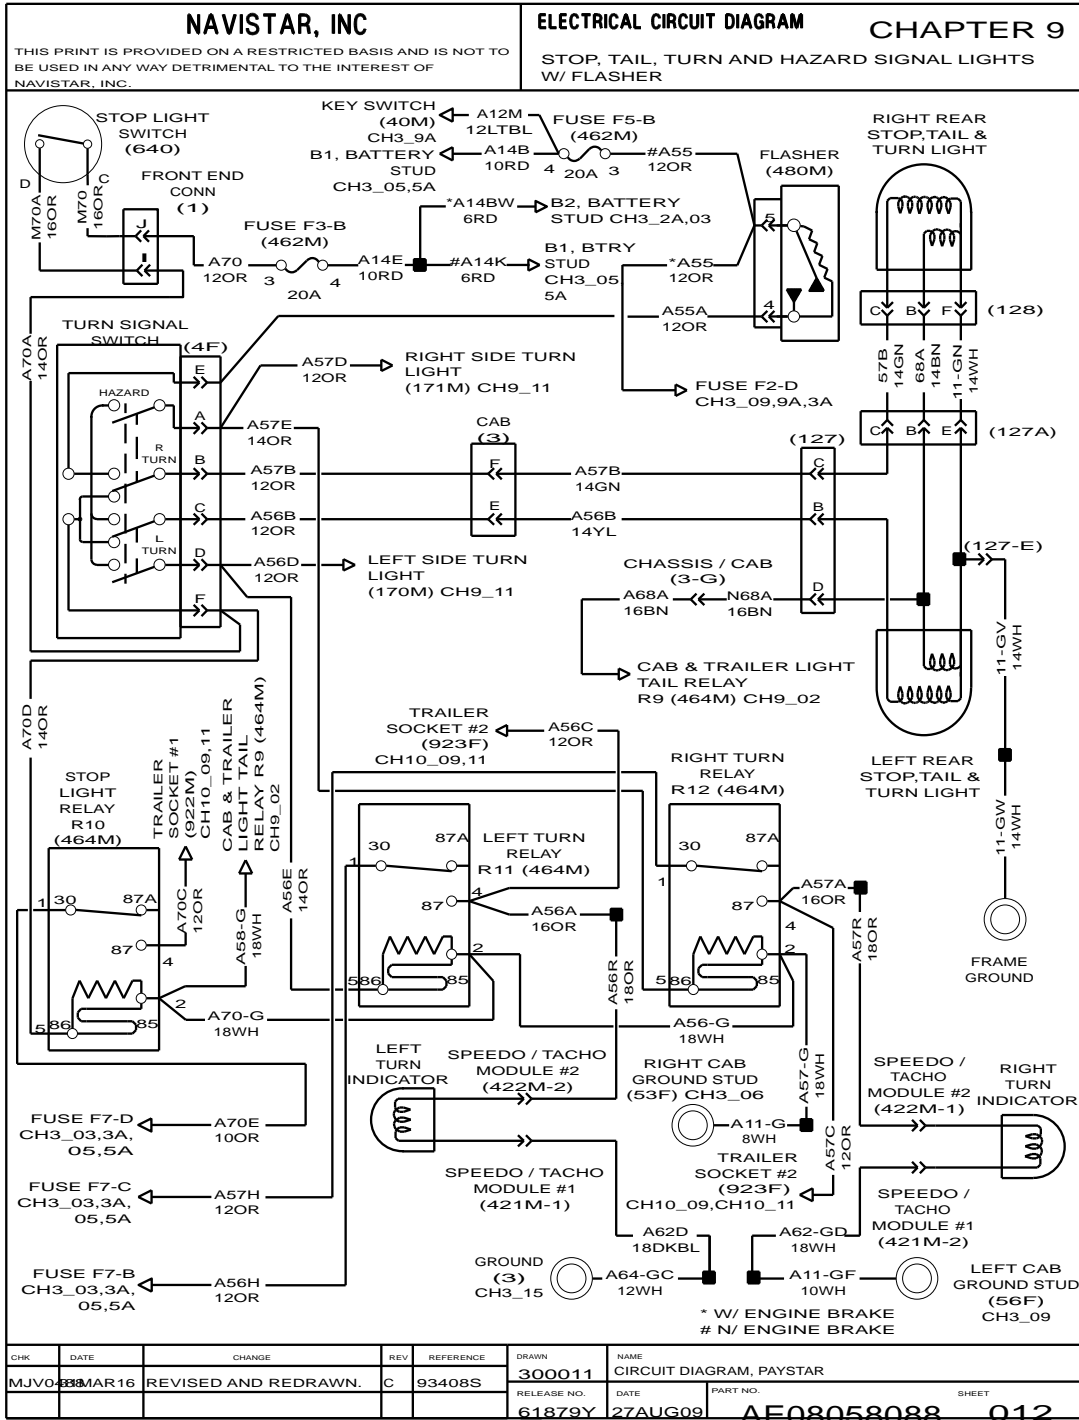 NAVISTAR, INC
THIS PRINT IS PROVIDED ON A RESTRICTED BASIS AND IS NOT TO
BE USED IN ANY WAY DETRIMENTAL TO THE INTEREST OF
NAVISTAR, INC.
ELECTRICAL CIRCUIT DIAGRAM
CHAPTER 9
STOP, TAIL, TURN AND HAZARD SIGNAL LIGHTS
W/ FLASHER
STOP LIGHT
SWITCH
(640)
D
C
M70A
16OR
M70
16OR
FRONT END
CONN
(1)
J
I
KEY SWITCH
(40M)
CH3_9A
A12M
12LTBL
B1, BATTERY
STUD
CH3_05,5A
A14B
10RD
FUSE F5-B
(462M)
4
20A
3
#A55
12OR
FLASHER
(480M)
5
4
RIGHT REAR
STOP,TAIL &
TURN LIGHT
FUSE F3-B
(462M)
A70
12OR
3
20A
4
A14E
10RD
*A14BW
6RD
B2, BATTERY
STUD CH3_2A,03
#A14K
6RD
B1, BTRY
STUD
CH3_05
5A
*A55
12OR
A55A
12OR
FUSE F2-D
CH3_09,9A,3A
C
B
F
(128)
57B
14GN
68A
14BN
11-GN
14WH
C
B
E
(127A)
A70A
14OR
TURN SIGNAL
SWITCH
(4F)
E
HAZARD
A
R
TURN
B
C
L
TURN
D
F
A57D
12OR
RIGHT SIDE TURN
LIGHT
(171M) CH9_11
A57E
14OR
CAB
(3)
F
E
A57B
12OR
A57B
14GN
A56B
12OR
A56B
14YL
(127)
C
B
D
A56D
12OR
LEFT SIDE TURN
LIGHT
(170M) CH9_11
CHASSIS / CAB
(3-G)
A68A
16BN
N68A
16BN
(127-E)
CAB & TRAILER LIGHT
TAIL RELAY
R9 (464M) CH9_02
11-GV
14WH
LEFT REAR
STOP,TAIL &
TURN LIGHT
11-GW
14WH
FRAME
GROUND
A70D
14OR
STOP
LIGHT
RELAY
R10
(464M)
TRAILER
SOCKET #1
(922M)
CH10_09,11
CAB & TRAILER
LIGHT TAIL
RELAY R9 (464M)
CH9_02
A70C
12OR
A58-G
18WH
A56E
14OR
1
30
87A
87
4
2
5
86
85
A70-G
18WH
TRAILER
SOCKET #2
(923F)
CH10_09,11
A56C
12OR
LEFT TURN
RELAY
R11 (464M)
1
30
87A
87
4
2
5
86
85
A56A
16OR
A56R
18OR
RIGHT TURN
RELAY
R12 (464M)
1
30
87A
87
4
2
5
86
85
A57A
16OR
A57R
18OR
A56-G
18WH
LEFT
TURN
INDICATOR
SPEEDO / TACHO
MODULE #2
(422M-2)
SPEEDO / TACHO
MODULE #1
(421M-1)
RIGHT CAB
GROUND STUD
(53F) CH3_06
A11-G
8WH
A57-G
18WH
A57C
12OR
TRAILER
SOCKET #2
(923F)
CH10_09,CH10_11
SPEEDO /
TACHO
MODULE #2
(422M-1)
RIGHT
TURN
INDICATOR
SPEEDO /
TACHO
MODULE #1
(421M-2)
FUSE F7-D
CH3_03,3A,
05,5A
A70E
10OR
FUSE F7-C
CH3_03,3A,
05,5A
A57H
12OR
FUSE F7-B
CH3_03,3A,
05,5A
A56H
12OR
A62D
18DKBL
A62-GD
18WH
GROUND
(3)
CH3_15
A64-GC
12WH
A11-GF
10WH
LEFT CAB
GROUND STUD
(56F)
CH3_09
* W/ ENGINE BRAKE
# N/ ENGINE BRAKE
CHK
DATE
CHANGE
REV
REFERENCE
REVISED AND REDRAWN.
C
93408S
DRAWN
300011
NAME
CIRCUIT DIAGRAM, PAYSTAR
RELEASE NO.
61879Y
DATE
27AUG09
PART NO.
AF08058088
SHEET
012